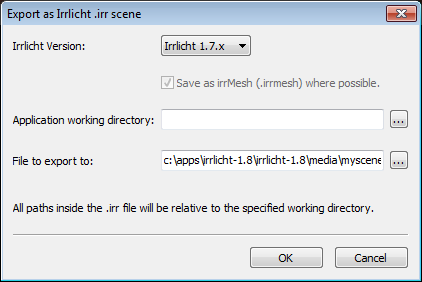 Export as Irrlicht .irr scene
Irrlicht Version: Irrlicht 1.7.x
Save as irrMesh (.irrmesh) where possible.
Application working directory: ...
File to export to: c:\apps\irrlicht-1.8\irrlicht-1.8\media\myscene ...
All paths inside the .irr file will be relative to the specified working directory.
OK Cancel